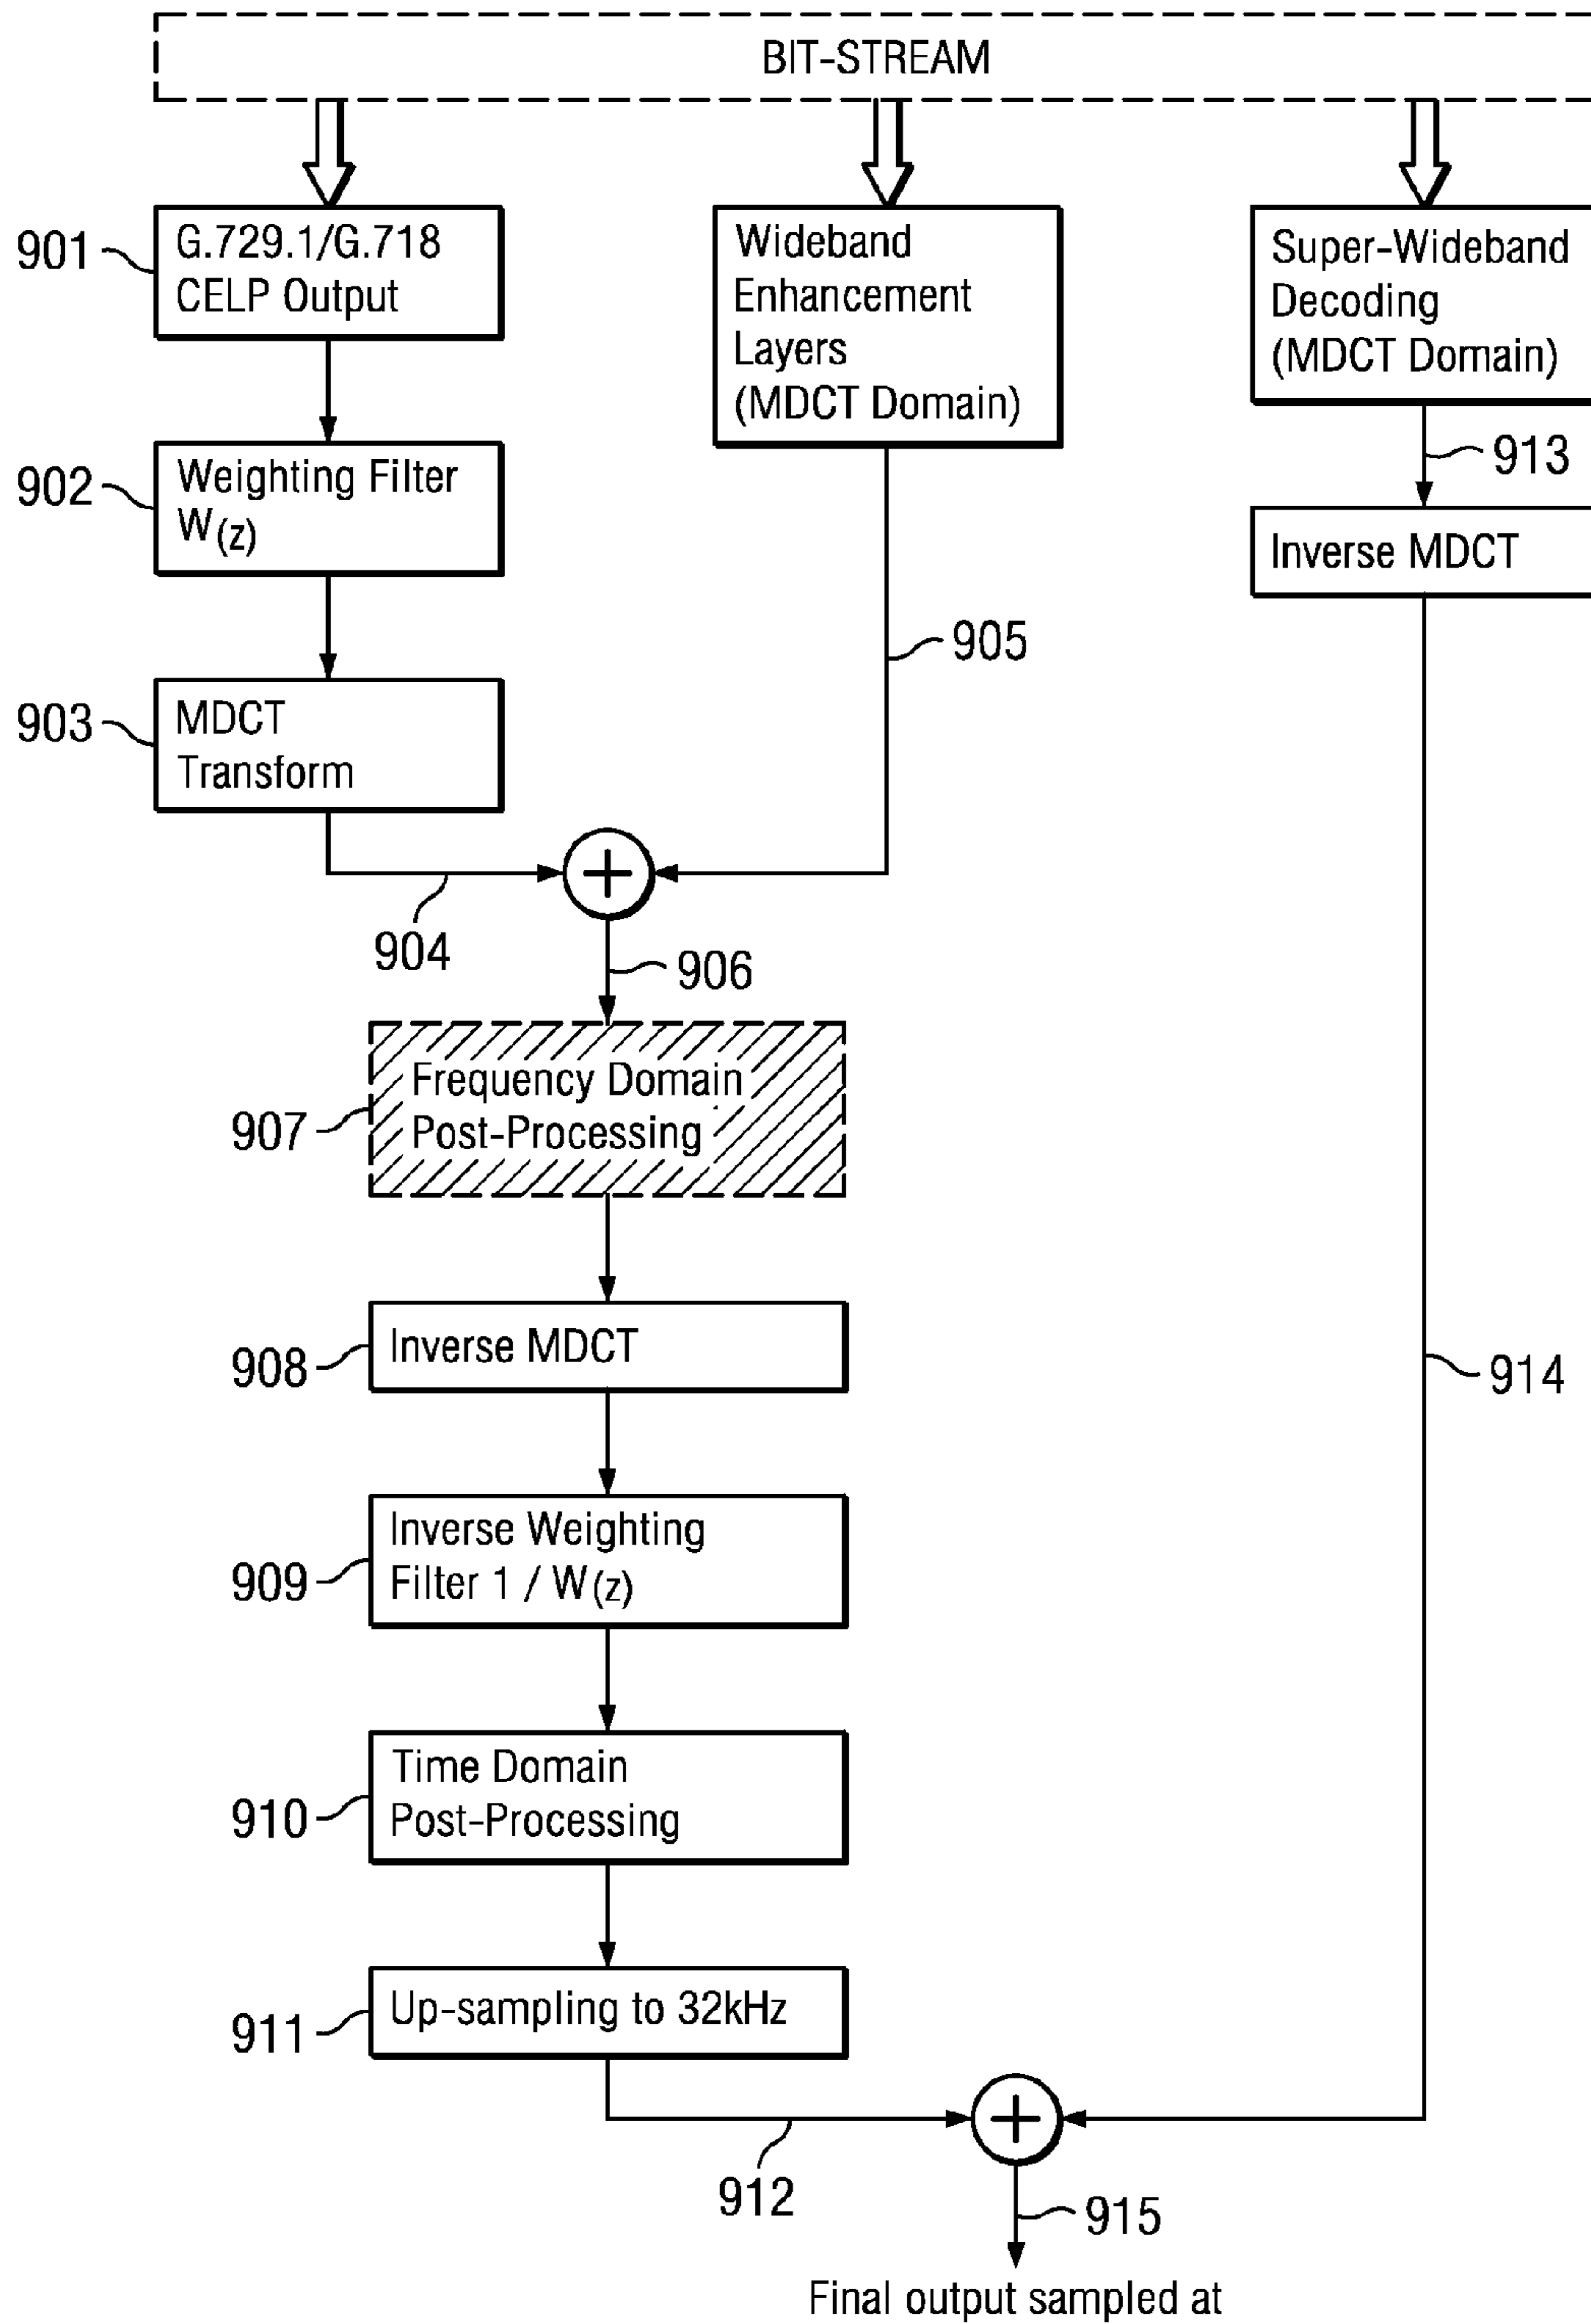 BIT-STREAM
901
G.729.1/G.718
CELP Output
Wideband
Enhancement
Layers
(MDCT Domain)
Super-Wideband
Decoding
(MDCT Domain)
902
Weighting Filter
W(z)
913
Inverse MDCT
905
903
MDCT
Transform
904
906
907
Frequency Domain
Post-Processing
908
Inverse MDCT
914
909
Inverse Weighting
Filter 1 / W(z)
910
Time Domain
Post-Processing
911
Up-sampling to 32kHz
912
915
Final output sampled at